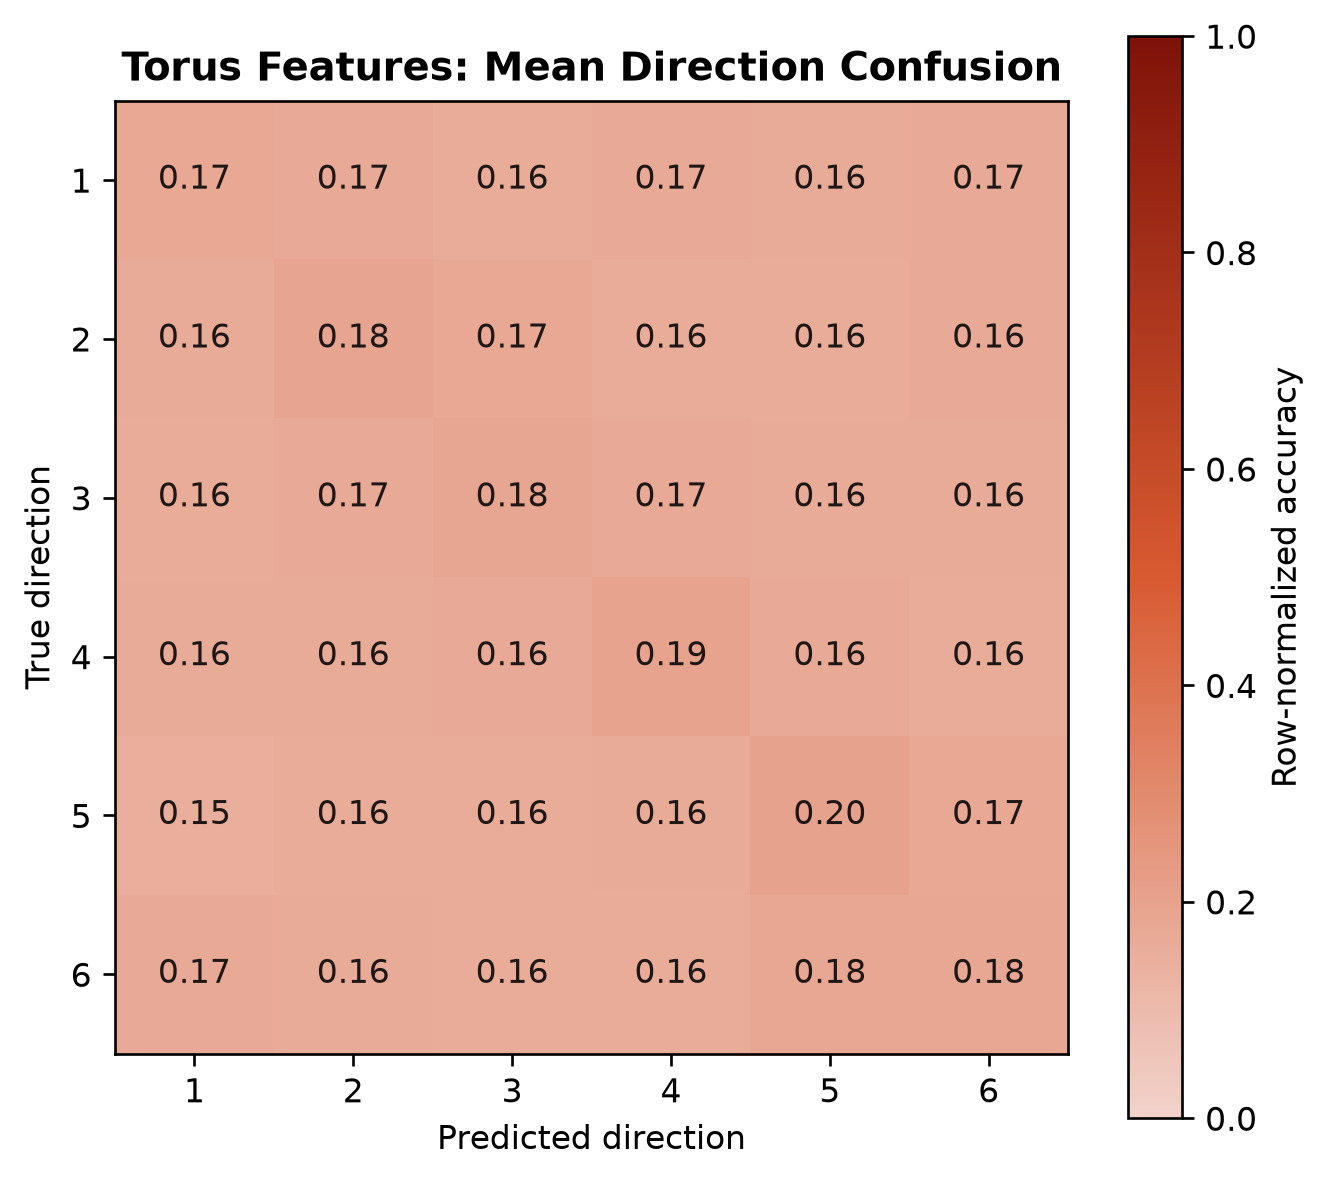 Torus Features: Mean Direction Confusion
1 0.17 0.17 0.16 0.17 0.16 0.17
2 0.16 0.18 0.17 0.16 0.16 0.16
3 0.16 0.17 0.18 0.17 0.16 0.16
4 0.16 0.16 0.16 0.19 0.16 0.16
5 0.15 0.16 0.16 0.16 0.20 0.17
6 0.17 0.16 0.16 0.16 0.18 0.18
1 2 3 4 5 6
Predicted direction
True direction
1.0
0.8
0.6
0.4
0.2
0.0
Row-normalized accuracy